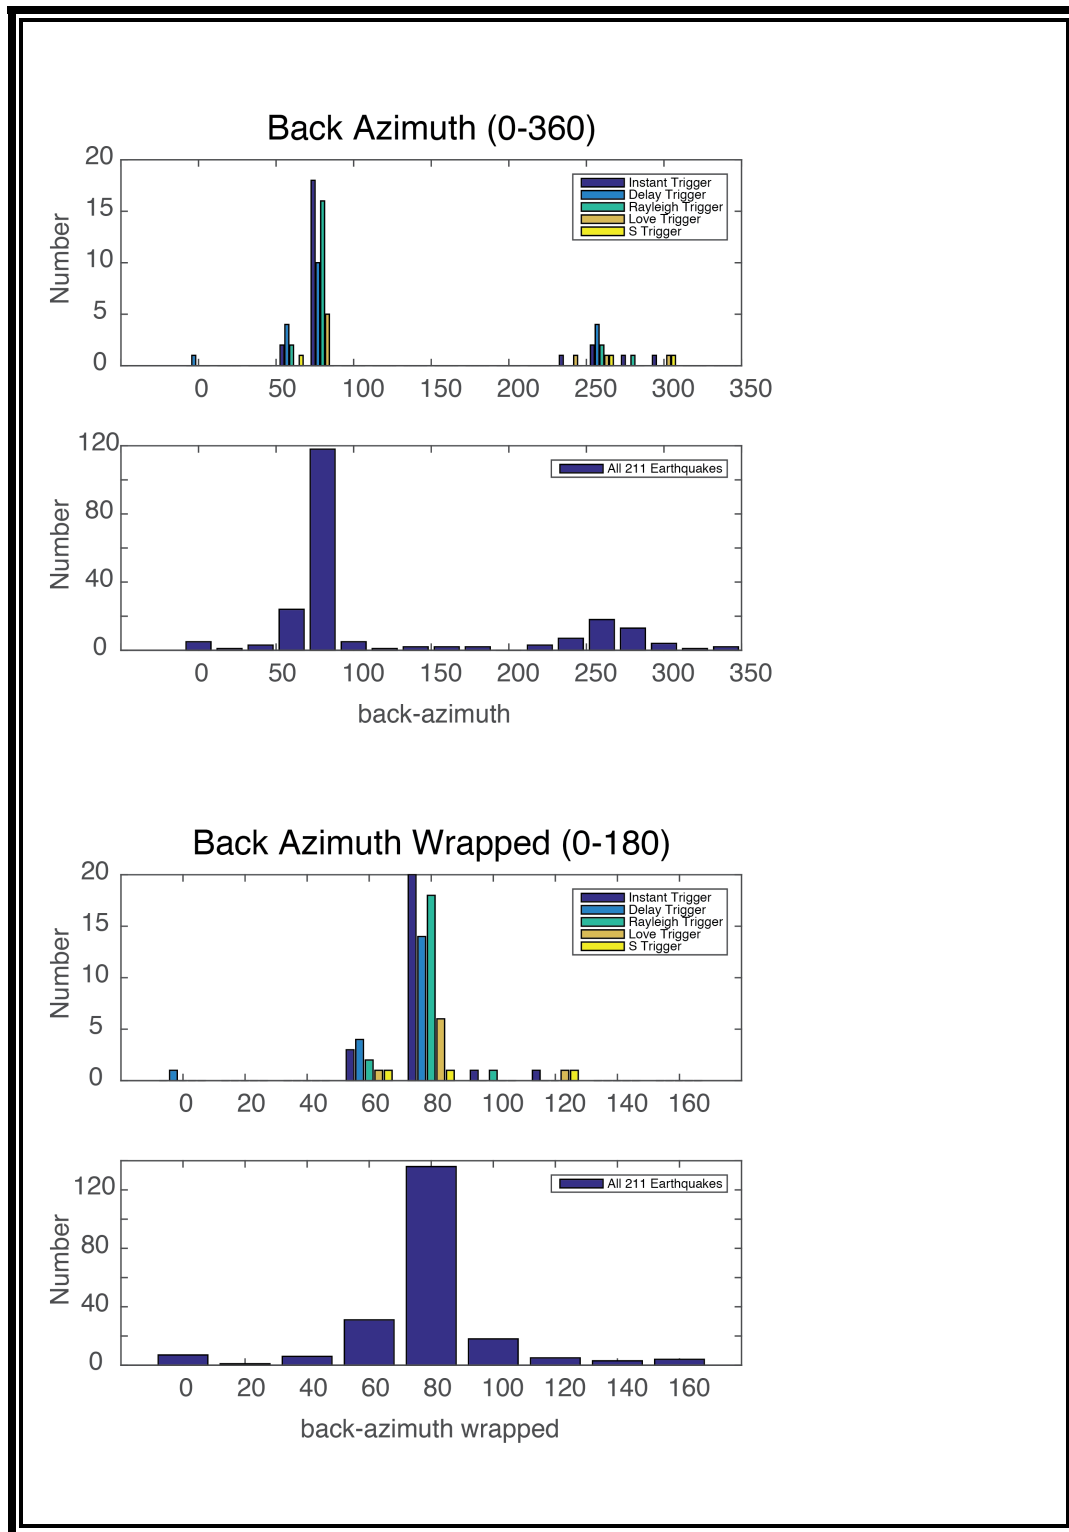 Back Azimuth (0-360)
20
15
10
5
0
Number
Instant Trigger
Delay Trigger
Rayleigh Trigger
Love Trigger
S Trigger
0 50 100 150 200 250 300 350
120
80
40
0
Number
All 211 Earthquakes
0 50 100 150 200 250 300 350
back-azimuth
Back Azimuth Wrapped (0-180)
20
15
10
5
0
Number
Instant Trigger
Delay Trigger
Rayleigh Trigger
Love Trigger
S Trigger
0 20 40 60 80 100 120 140 160
120
80
40
0
Number
All 211 Earthquakes
0 20 40 60 80 100 120 140 160
back-azimuth wrapped